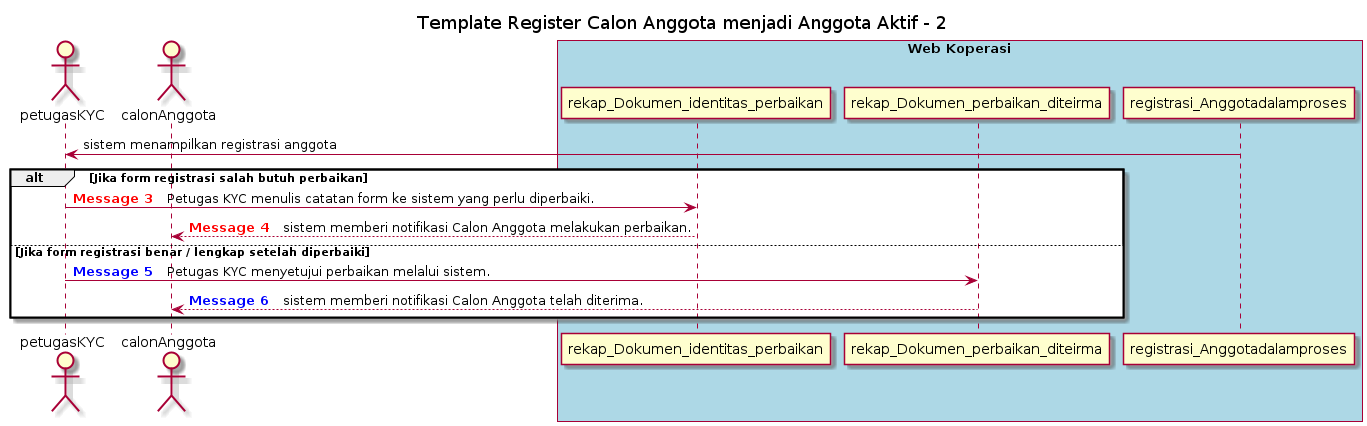 Template Register Calon Anggota menjadi Anggota Aktif - 2
Web Koperasi
petugasKYC
calonAnggota
rekap_Dokumen_identitas_perbaikan
rekap_Dokumen_perbaikan_diteirma
registrasi_Anggotadalamproses
sistem menampilkan registrasi anggota
alt [Jika form registrasi salah butuh perbaikan]
Message 3 Petugas KYC menulis catatan form ke sistem yang perlu diperbaiki.
Message 4 sistem memberi notifikasi Calon Anggota melakukan perbaikan.
[Jika form registrasi benar / lengkap setelah diperbaiki]
Message 5 Petugas KYC menyetujui perbaikan melalui sistem.
Message 6 sistem memberi notifikasi Calon Anggota telah diterima.
petugasKYC
calonAnggota
rekap_Dokumen_identitas_perbaikan
rekap_Dokumen_perbaikan_diteirma
registrasi_Anggotadalamproses